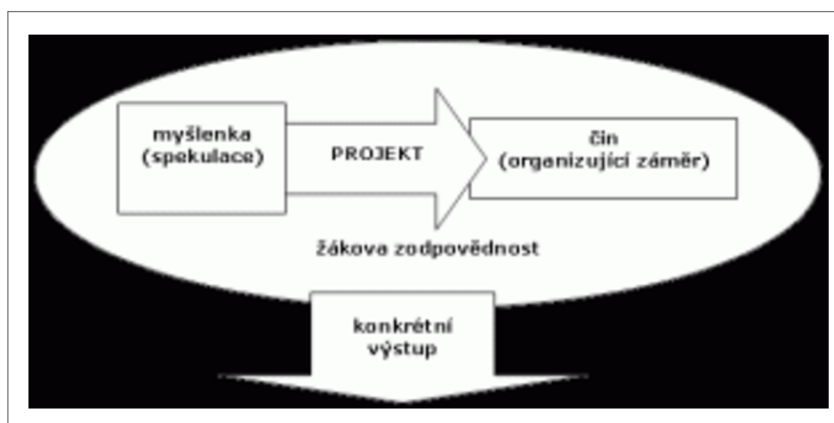 myšlenka
(spekulace)
PROJEKT
čin
(organizující záměr)
žákova zodpovědnost
konkrétní
výstup